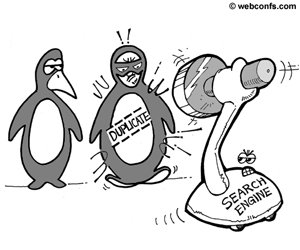 © webconfs.com
!!
DUPLICATE
SEARCH
ENGINE